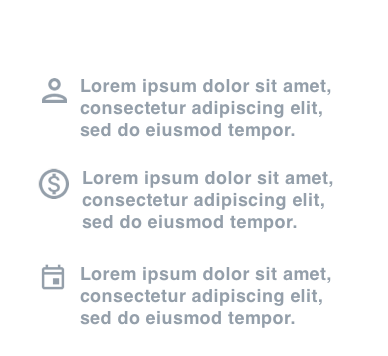 Lorem ipsum dolor sit amet,
consectetur adipiscing elit,
sed do eiusmod tempor.
Lorem ipsum dolor sit amet,
consectetur adipiscing elit,
sed do eiusmod tempor.
Lorem ipsum dolor sit amet,
consectetur adipiscing elit,
sed do eiusmod tempor.